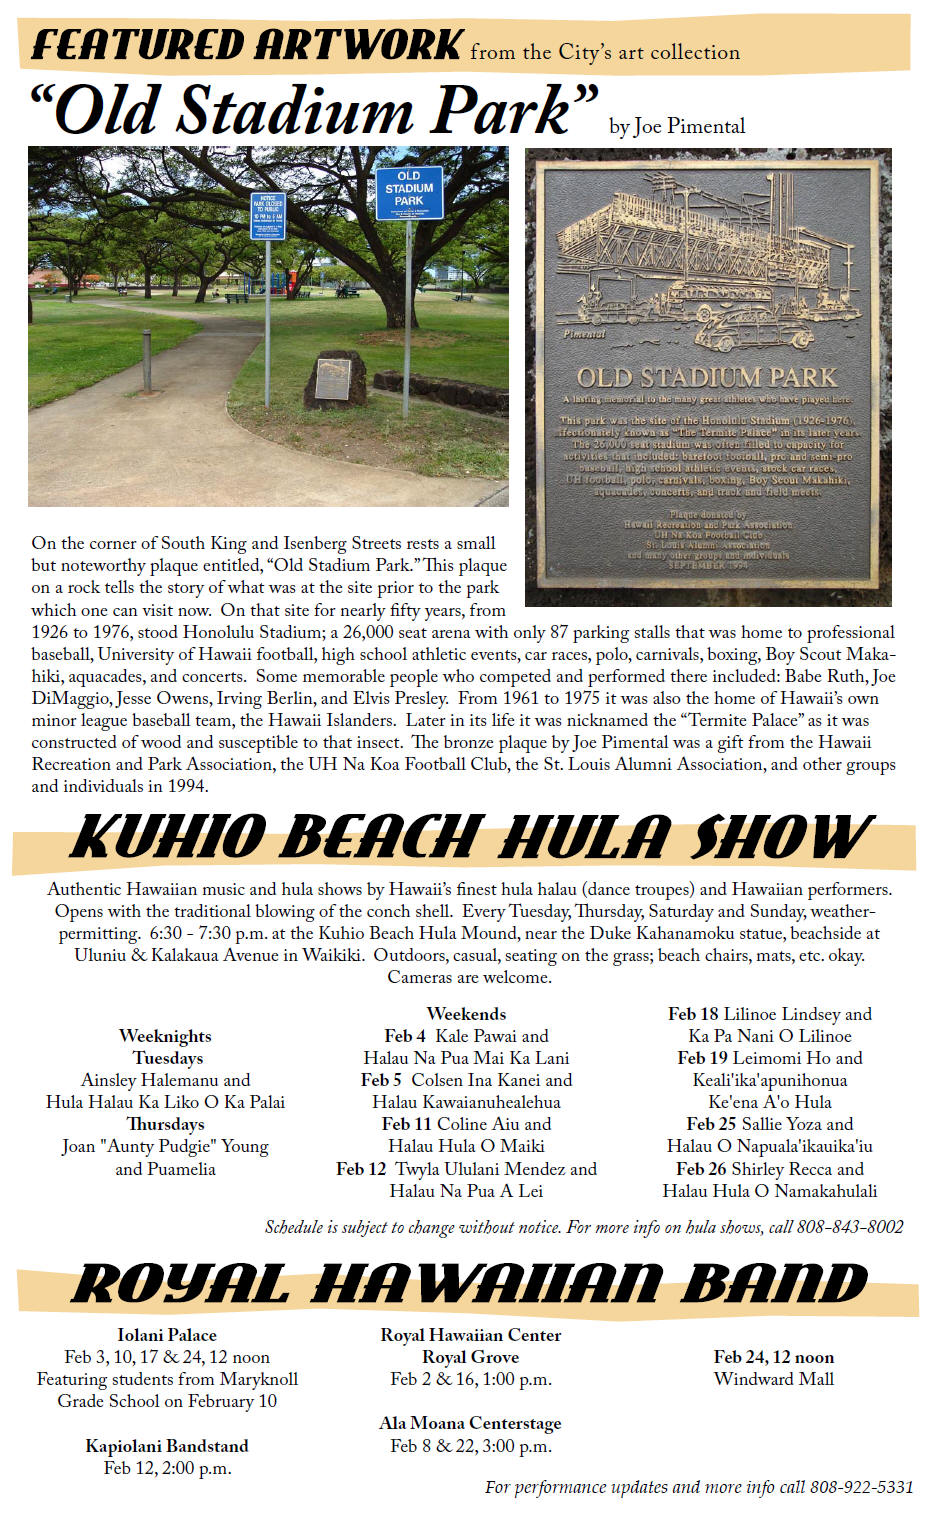 FEATURED ARTWORK from the City's art collection
"Old Stadium Park" by Joe Pimental
NOTICE
PARK CLOSED
TO PUBLIC
10 PM to 5 AM
OLD
STADIUM
PARK
Pimental
OLD STADIUM PARK
A lasting memorial to the many great athletes who have played here.
This park was the site of the Honolulu Stadium (1926-1976),
affectionately known as "The Termite Palace" in its later years.
The 26,000 seat stadium was often filled to capacity for
activities that included: barefoot football, pro and semi-pro
baseball, high school athletic events, stock car races,
UH football, polo, carnivals, boxing, Boy Scout Makahiki,
aquacades, concerts, and track and field meets.
Plaque donated by
Hawaii Recreation and Park Association
UH Na Koa Football Club
St. Louis Alumni Association
and many other groups and individuals
SEPTEMBER 1994
On the corner of South King and Isenberg Streets rests a small
but noteworthy plaque entitled, "Old Stadium Park." This plaque
on a rock tells the story of what was at the site prior to the park
which one can visit now. On that site for nearly fifty years, from
1926 to 1976, stood Honolulu Stadium; a 26,000 seat arena with only 87 parking stalls that was home to professional
baseball, University of Hawaii football, high school athletic events, car races, polo, carnivals, boxing, Boy Scout Maka-
hiki, aquacades, and concerts. Some memorable people who competed and performed there included: Babe Ruth, Joe
DiMaggio, Jesse Owens, Irving Berlin, and Elvis Presley. From 1961 to 1975 it was also the home of Hawaii's own
minor league baseball team, the Hawaii Islanders. Later in its life it was nicknamed the "Termite Palace" as it was
constructed of wood and susceptible to that insect. The bronze plaque by Joe Pimental was a gift from the Hawaii
Recreation and Park Association, the UH Na Koa Football Club, the St. Louis Alumni Association, and other groups
and individuals in 1994.
KUHIO BEACH HULA SHOW
Authentic Hawaiian music and hula shows by Hawaii's finest hula halau (dance troupes) and Hawaiian performers.
Opens with the traditional blowing of the conch shell. Every Tuesday, Thursday, Saturday and Sunday, weather-
permitting. 6:30 - 7:30 p.m. at the Kuhio Beach Hula Mound, near the Duke Kahanamoku statue, beachside at
Uluniu & Kalakaua Avenue in Waikiki. Outdoors, casual, seating on the grass; beach chairs, mats, etc. okay.
Cameras are welcome.
Weeknights
Tuesdays
Ainsley Halemanu and
Hula Halau Ka Liko O Ka Palai
Thursdays
Joan "Aunty Pudgie" Young
and Puamelia
Weekends
Feb 4 Kale Pawai and
Halau Na Pua Mai Ka Lani
Feb 5 Colsen Ina Kanei and
Halau Kawaianuhealehua
Feb 11 Coline Aiu and
Halau Hula O Maiki
Feb 12 Twyla Ululani Mendez and
Halau Na Pua A Lei
Feb 18 Lilinoe Lindsey and
Ka Pa Nani O Lilinoe
Feb 19 Leimomi Ho and
Keali'ika'apunihonua
Ke'ena A'o Hula
Feb 25 Sallie Yoza and
Halau O Napuala'ikauika'iu
Feb 26 Shirley Recca and
Halau Hula O Namakahulali
Schedule is subject to change without notice. For more info on hula shows, call 808-843-8002
ROYAL HAWAIIAN BAND
Iolani Palace
Feb 3, 10, 17 & 24, 12 noon
Featuring students from Maryknoll
Grade School on February 10
Kapiolani Bandstand
Feb 12, 2:00 p.m.
Royal Hawaiian Center
Royal Grove
Feb 2 & 16, 1:00 p.m.
Ala Moana Centerstage
Feb 8 & 22, 3:00 p.m.
Feb 24, 12 noon
Windward Mall
For performance updates and more info call 808-922-5331